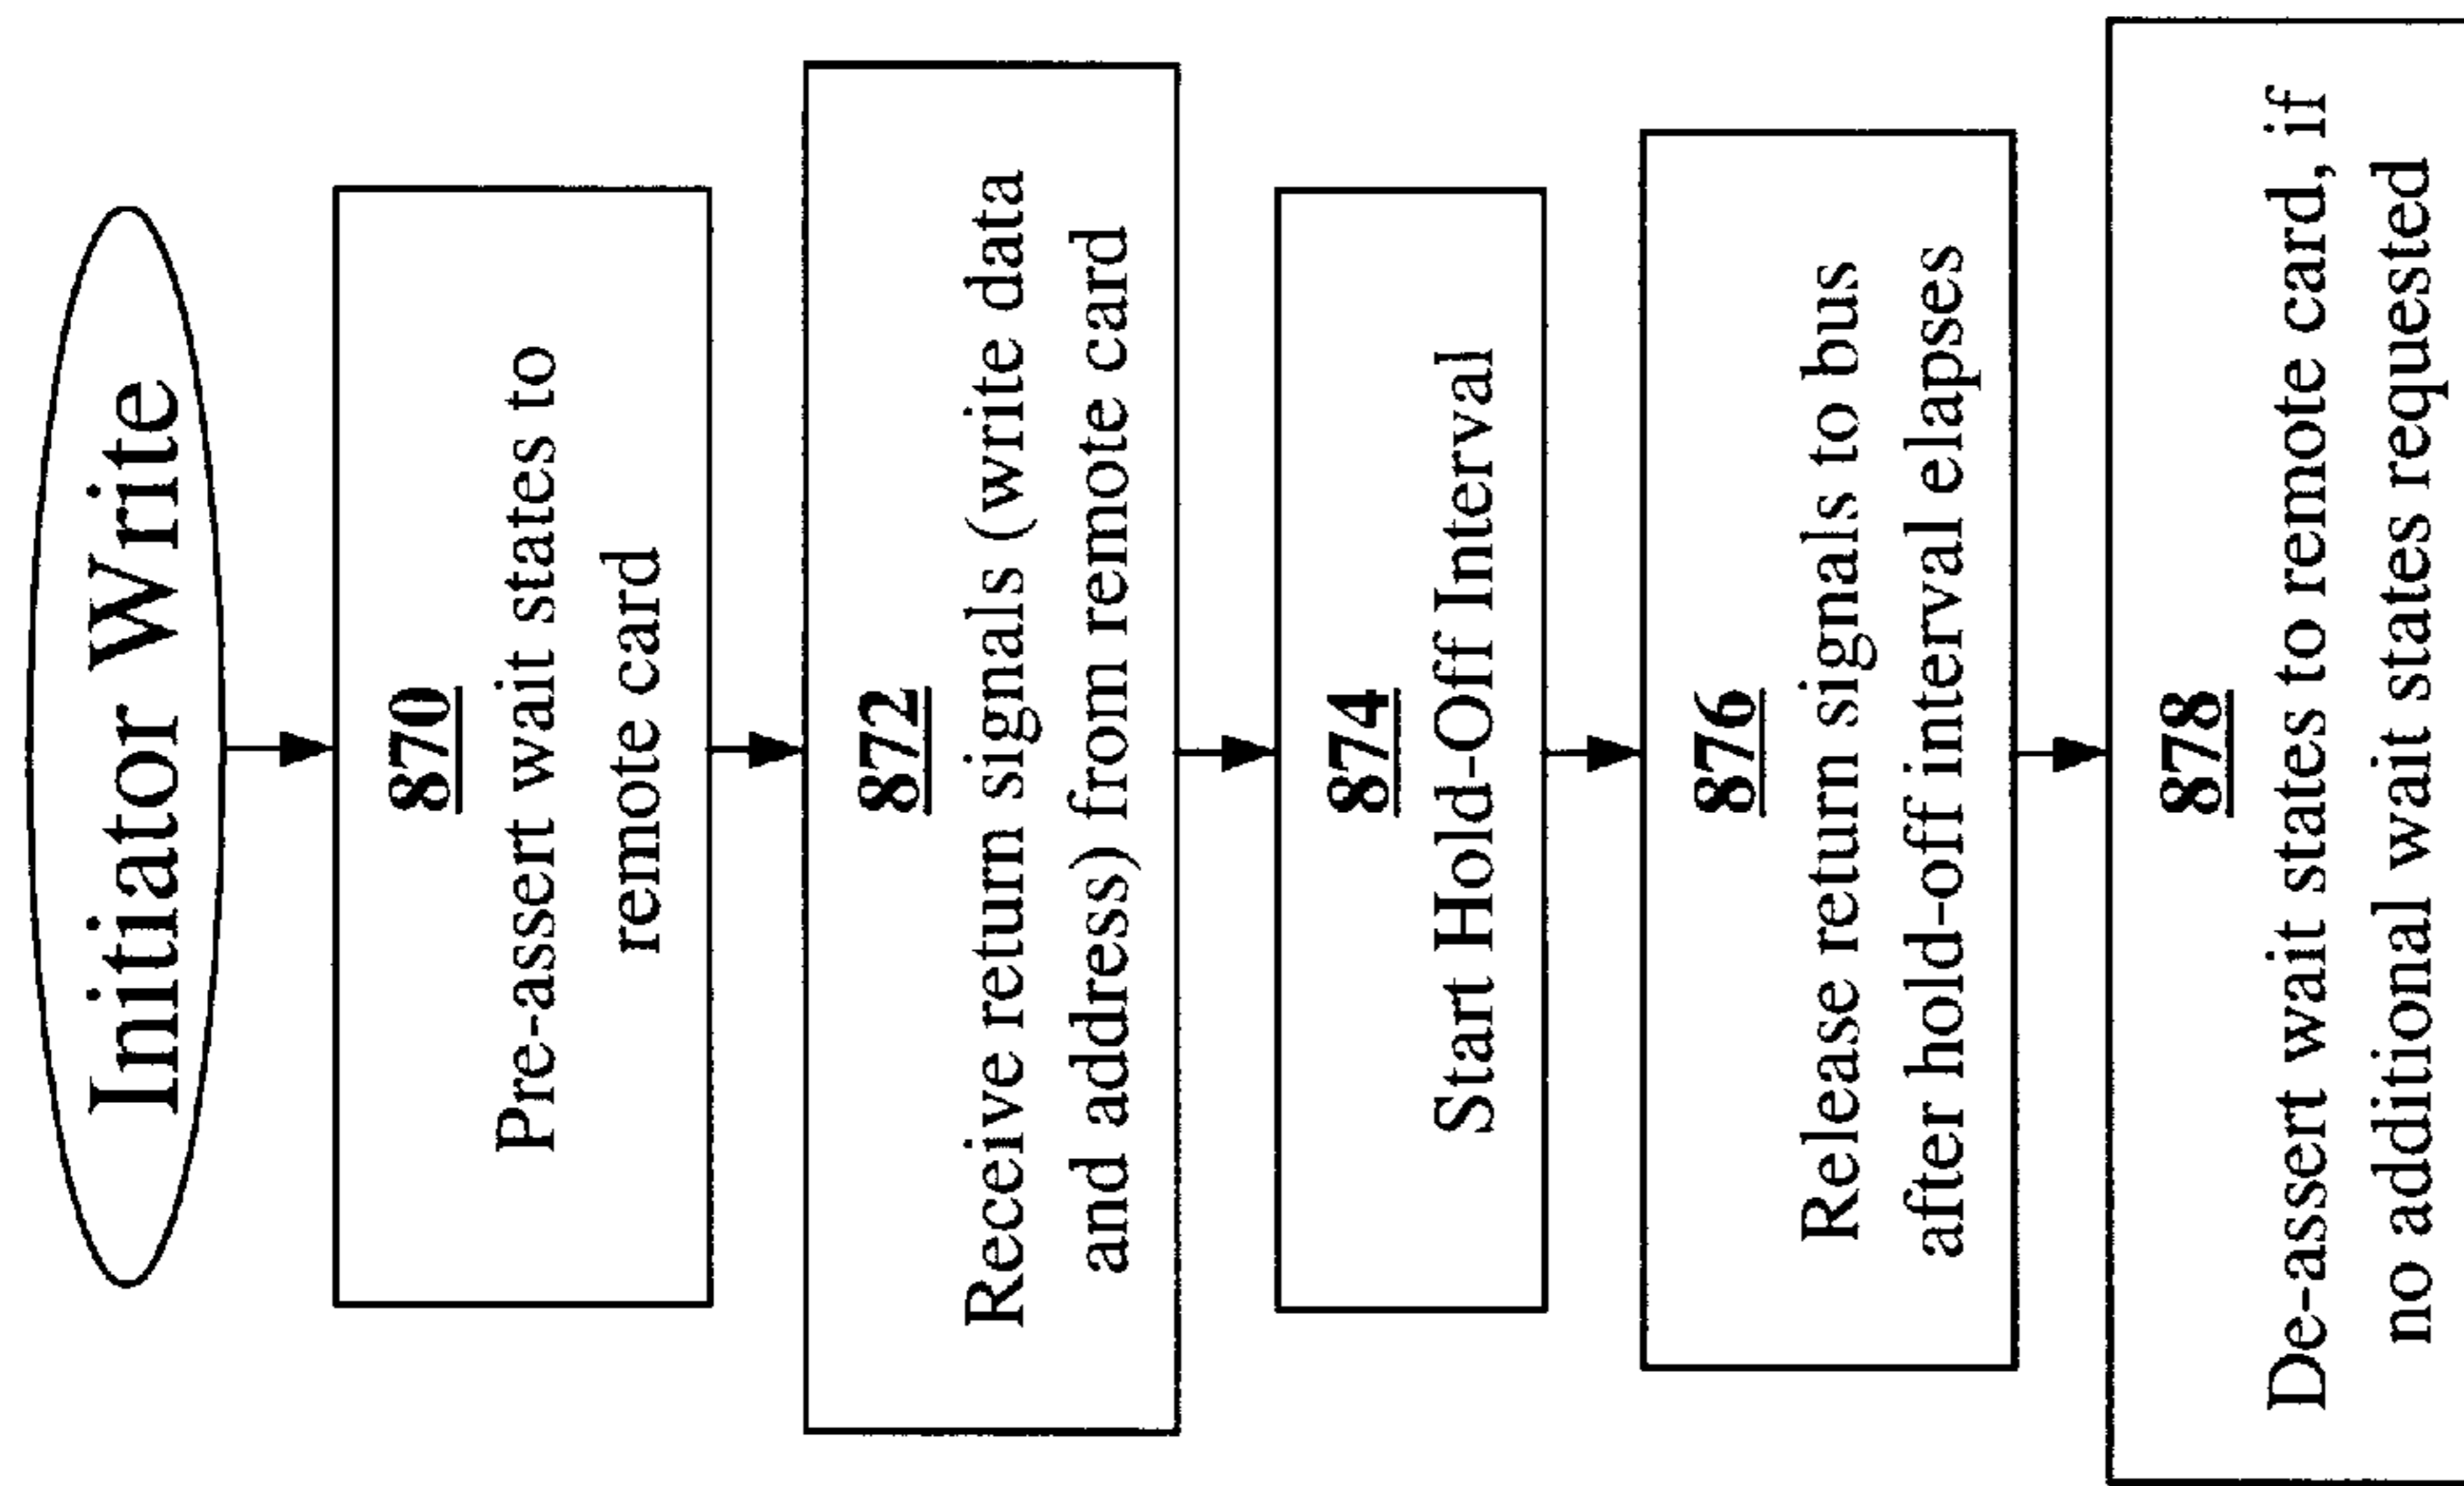 Initiator Write
870
Pre-assert wait states to
remote card
872
Receive return signals (write data
and address) from remote card
874
Start Hold-Off Interval
876
Release return signals to bus
after hold-off interval elapses
878
De-assert wait states to remote card, if
no additional wait states requested